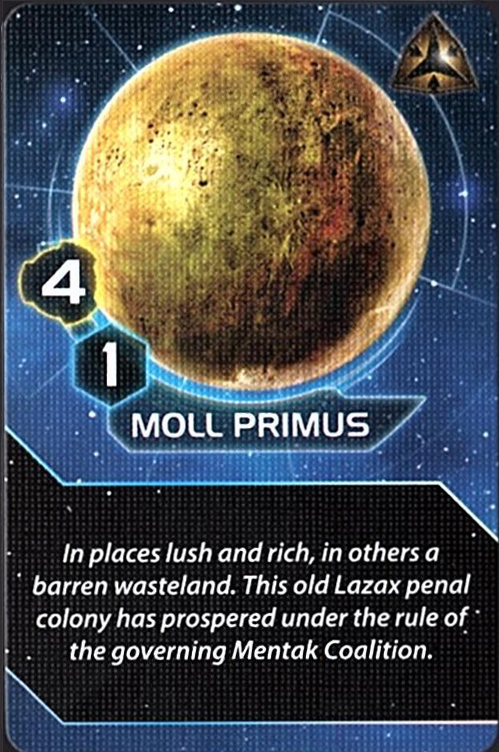 4
1
MOLL PRIMUS
In places lush and rich, in others a
barren wasteland. This old Lazax penal
colony has prospered under the rule of
the governing Mentak Coalition.